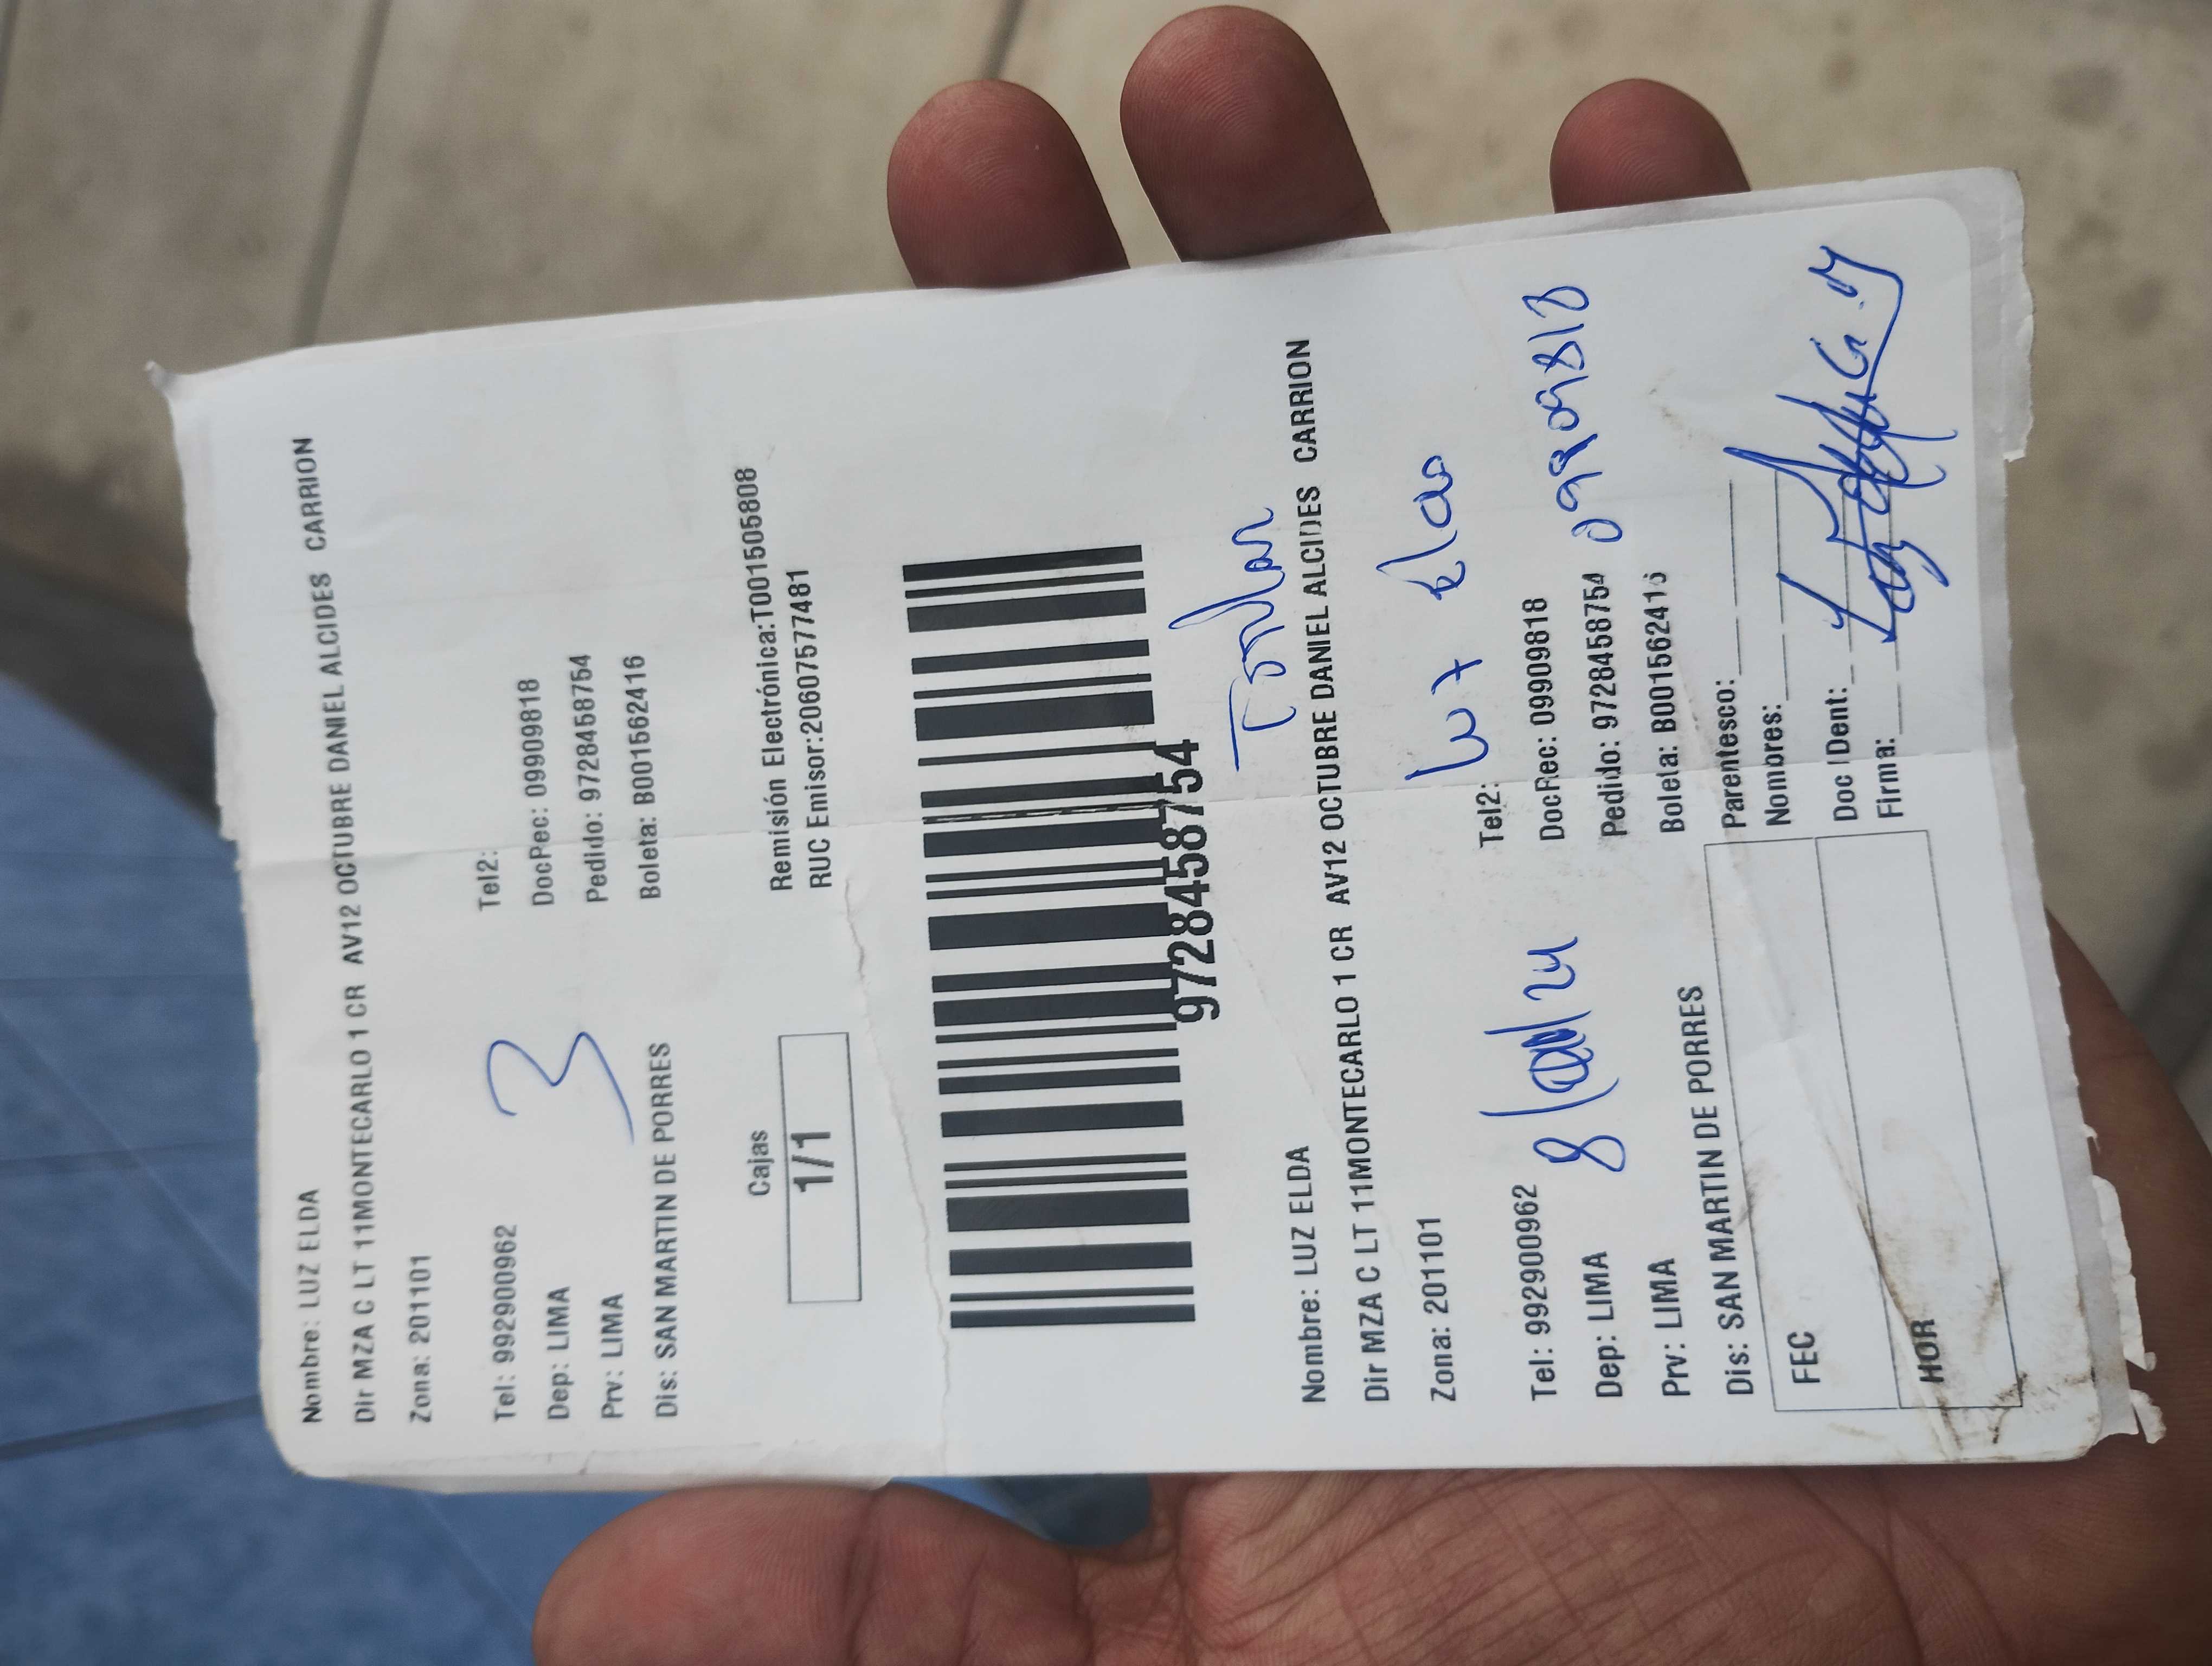 Nombre: LUZ ELDA
Dir MZA C LT 11MONTECARLO 1 CR AV12 OCTUBRE DANIEL ALCIDES CARRION
Zona: 201101
Tel: 992900962 Tel2:
Dep: LIMA DocRec: 09909818
Prv: LIMA Pedido: 97284458754
Dis: SAN MARTIN DE PORRES Boleta: B001562416
3
Cajas
1/1
Remisión Electrónica:T001505808
RUC Emisor:20607577481
97284458754
Nombre: LUZ ELDA
Dir MZA C LT 11MONTECARLO 1 CR AV12 OCTUBRE DANIEL ALCIDES CARRION
Zona: 201101
Tel: 992900962 Tel2:
Dep: LIMA DocRec: 09909818
Prv: LIMA Pedido: 97284458754 09909818
Dis: SAN MARTIN DE PORRES Boleta: B001562416
FEC Parentesco:
Nombres:
HOR Doc Ident:
Firma: